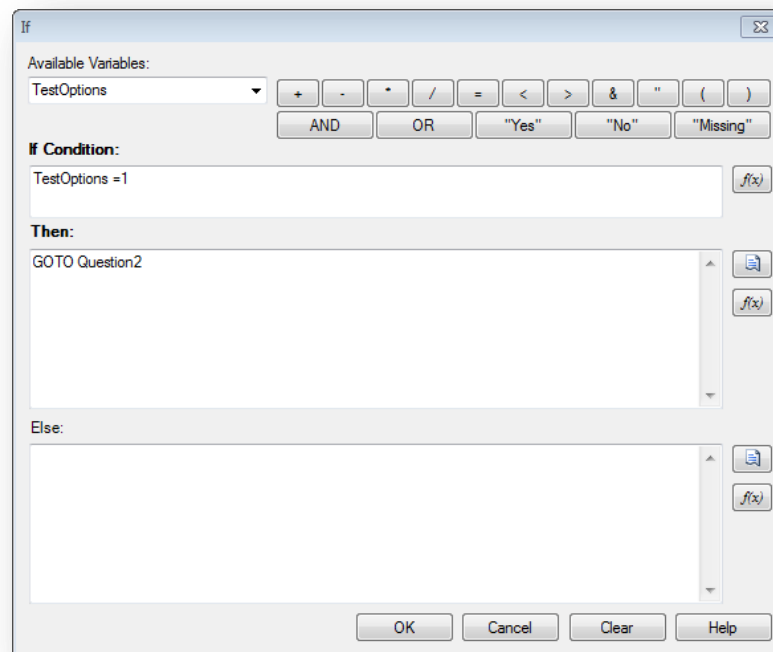 If
Available Variables:
TestOptions
+ - * / = < > & " ( )
AND OR "Yes" "No" "Missing"
If Condition:
TestOptions =1
f(x)
Then:
GOTO Question2
f(x)
Else:
f(x)
OK Cancel Clear Help